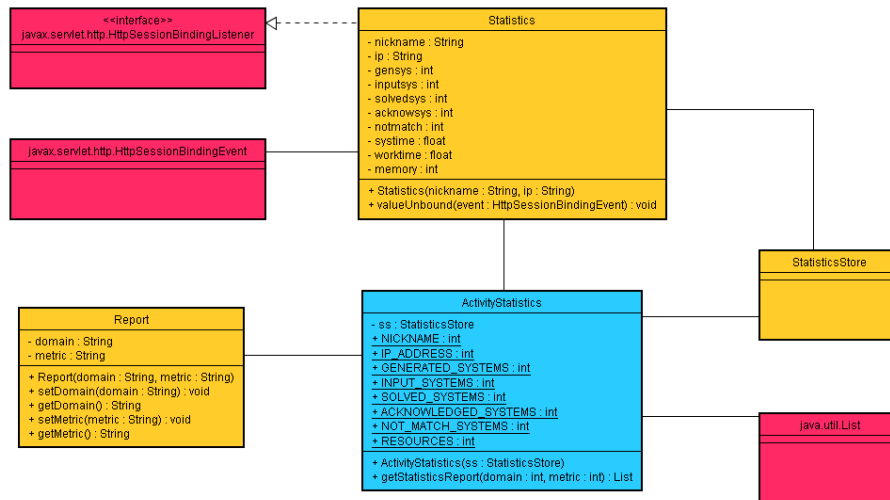 <<interface>>
javax.servlet.http.HttpSessionBindingListener
Statistics
- nickname : String
- ip : String
- gensys : int
- inputsys : int
- solvedsys : int
- acknowsys : int
- notmatch : int
- systime : float
- worktime : float
- memory : int
+ Statistics(nickname : String, ip : String)
+ valueUnbound(event : HttpSessionBindingEvent) : void
javax.servlet.http.HttpSessionBindingEvent
StatisticsStore
ActivityStatistics
- ss : StatisticsStore
+ NICKNAME : int
+ IP_ADDRESS : int
+ GENERATED_SYSTEMS : int
+ INPUT_SYSTEMS : int
+ SOLVED_SYSTEMS : int
+ ACKNOWLEDGED_SYSTEMS : int
+ NOT_MATCH_SYSTEMS : int
+ RESOURCES : int
+ ActivityStatistics(ss : StatisticsStore)
+ getStatisticsReport(domain : int, metric : int) : List
Report
- domain : String
- metric : String
+ Report(domain : String, metric : String)
+ setDomain(domain : String) : void
+ getDomain() : String
+ setMetric(metric : String) : void
+ getMetric() : String
java.util.List